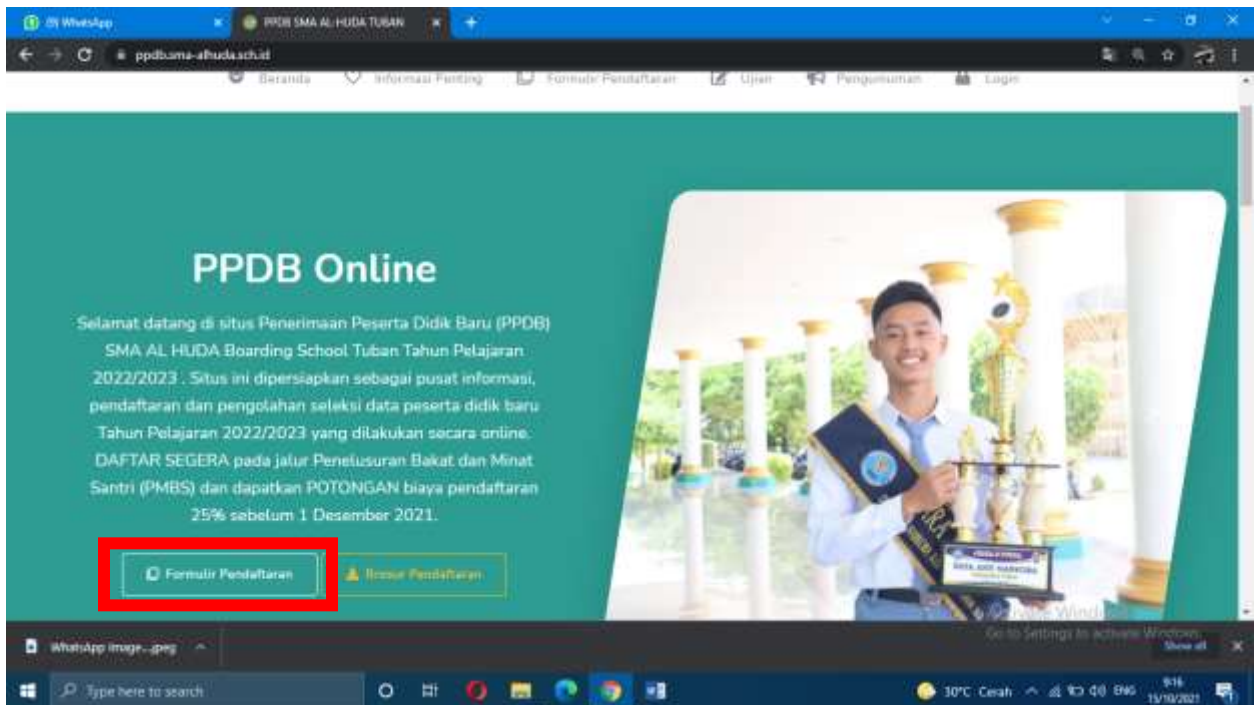 WhatsApp
PPDB SMA AL-HUDA TUBAN
ppdb.sma-alhuda.sch.id
Beranda
Informasi Penting
Formulir Pendaftaran
Ujian
Pengumuman
Login
PPDB Online
Selamat datang di situs Penerimaan Peserta Didik Baru (PPDB)
SMA AL HUDA Boarding School Tuban Tahun Pelajaran
2022/2023 . Situs ini dipersiapkan sebagai pusat informasi,
pendaftaran dan pengolahan seleksi data peserta didik baru
Tahun Pelajaran 2022/2023 yang dilakukan secara online.
DAFTAR SEGERA pada jalur Penelusuran Bakat dan Minat
Santri (PMBS) dan dapatkan POTONGAN biaya pendaftaran
25% sebelum 1 Desember 2021.
Formulir Pendaftaran
Brosur Pendaftaran
Activate Windows
Go to Settings to activate Windows.
WhatsApp Image...jpeg
Show all
Type here to search
30°C Cerah
ENG
9:16
15/10/2021